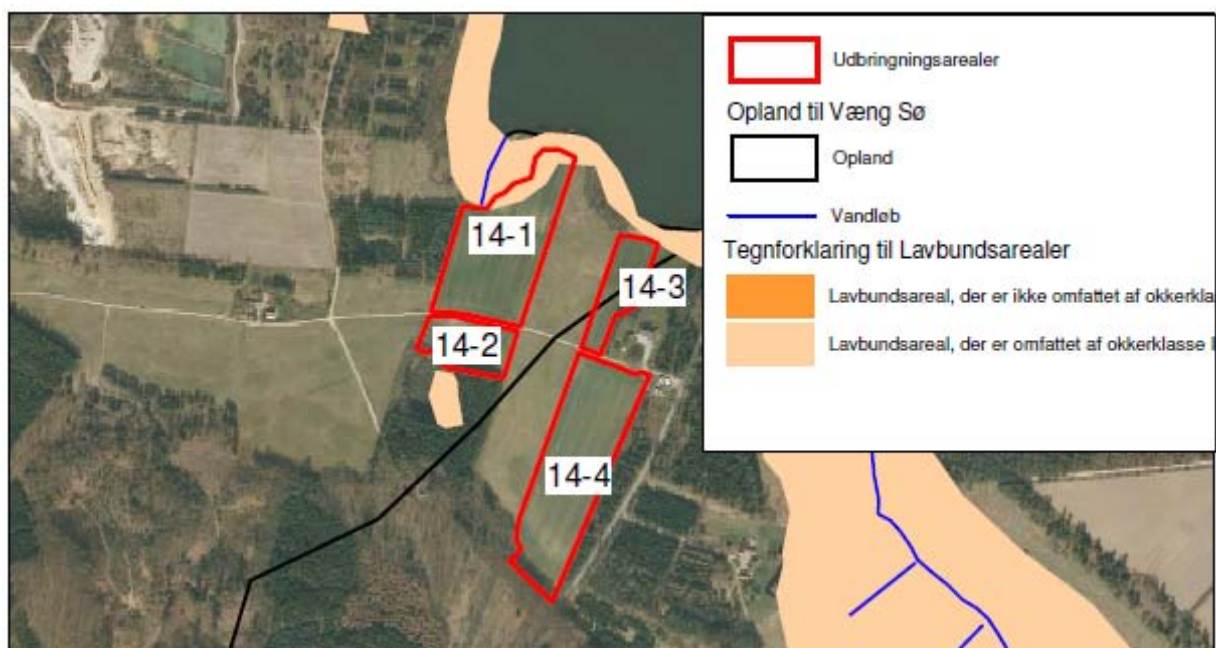 Udbringningsarealer
Opland til Væng Sø
Opland
Vandløb
Tegnforklaring til Lavbundsarealer
Lavbundsareal, der er ikke omfattet af okkerkla
Lavbundsareal, der er omfattet af okkerklasse I
14-1
14-3
14-2
14-4